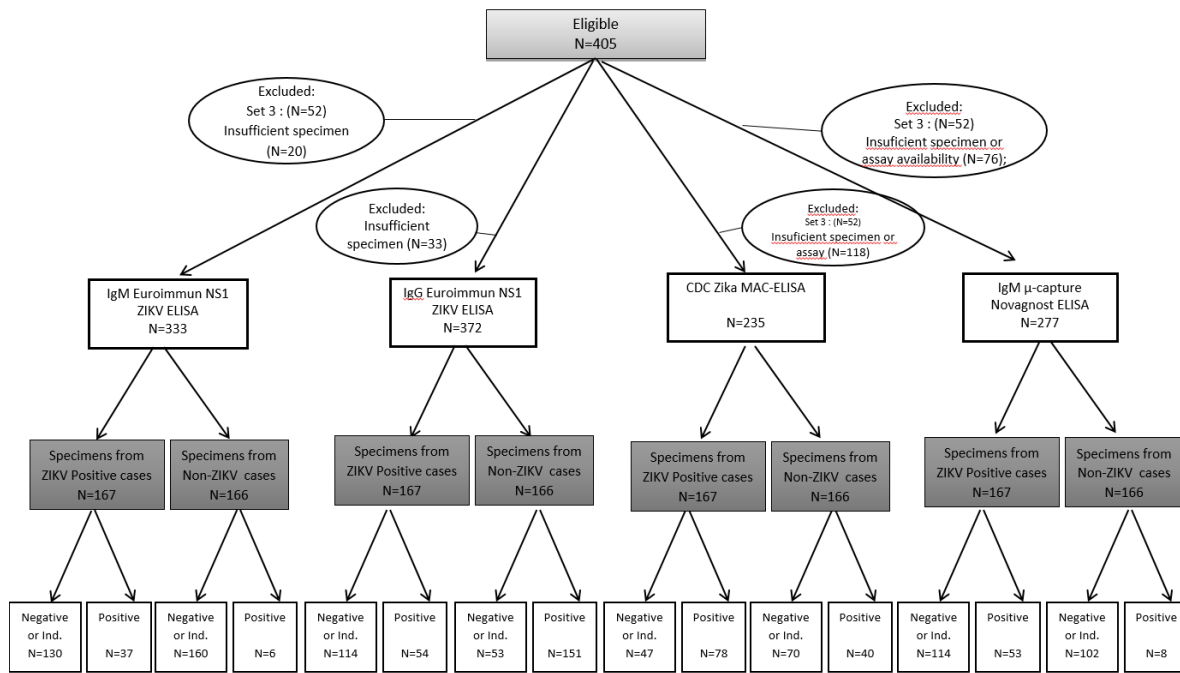 Eligible
N=405
Excluded:
Set 3 : (N=52)
Insufficient specimen
(N=20)
Excluded:
Set 3 : (N=52)
Insuficient specimen or
assay availability (N=76);
Excluded:
Insufficient
specimen (N=33)
Excluded:
Set 3 : (N=52)
Insuficient specimen or
assay (N=118)
IgM Euroimmun NS1
ZIKV ELISA
N=333
IgG Euroimmun NS1
ZIKV ELISA
N=372
CDC Zika MAC-ELISA
N=235
IgM µ-capture
Novagnost ELISA
N=277
Specimens from
ZIKV Positive cases
N=167
Specimens from
Non-ZIKV cases
N=166
Specimens from
ZIKV Positive cases
N=167
Specimens from
Non-ZIKV cases
N=166
Specimens from
ZIKV Positive cases
N=167
Specimens from
Non-ZIKV cases
N=166
Specimens from
ZIKV Positive cases
N=167
Specimens from
Non-ZIKV cases
N=166
Negative
or Ind.
N=130
Positive
N=37
Negative
or Ind.
N=160
Positive
N=6
Negative
or Ind.
N=114
Positive
N=54
Negative
or Ind.
N=53
Positive
N=151
Negative
or Ind.
N=47
Positive
N=78
Negative
or Ind.
N=70
Positive
N=40
Negative
or Ind.
N=114
Positive
N=53
Negative
or Ind.
N=102
Positive
N=8